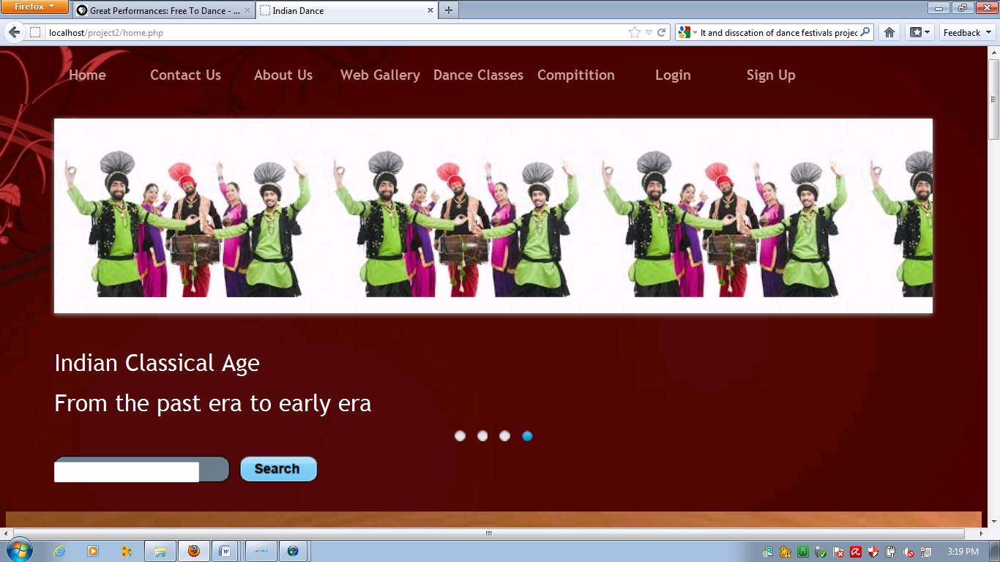 Firefox
Great Performances: Free To Dance - ...
Indian Dance
localhost/project2/home.php
It and disscation of dance festivals projec
Feedback
Home Contact Us About Us Web Gallery Dance Classes Compitition Login Sign Up
Indian Classical Age
From the past era to early era
Search
3:19 PM